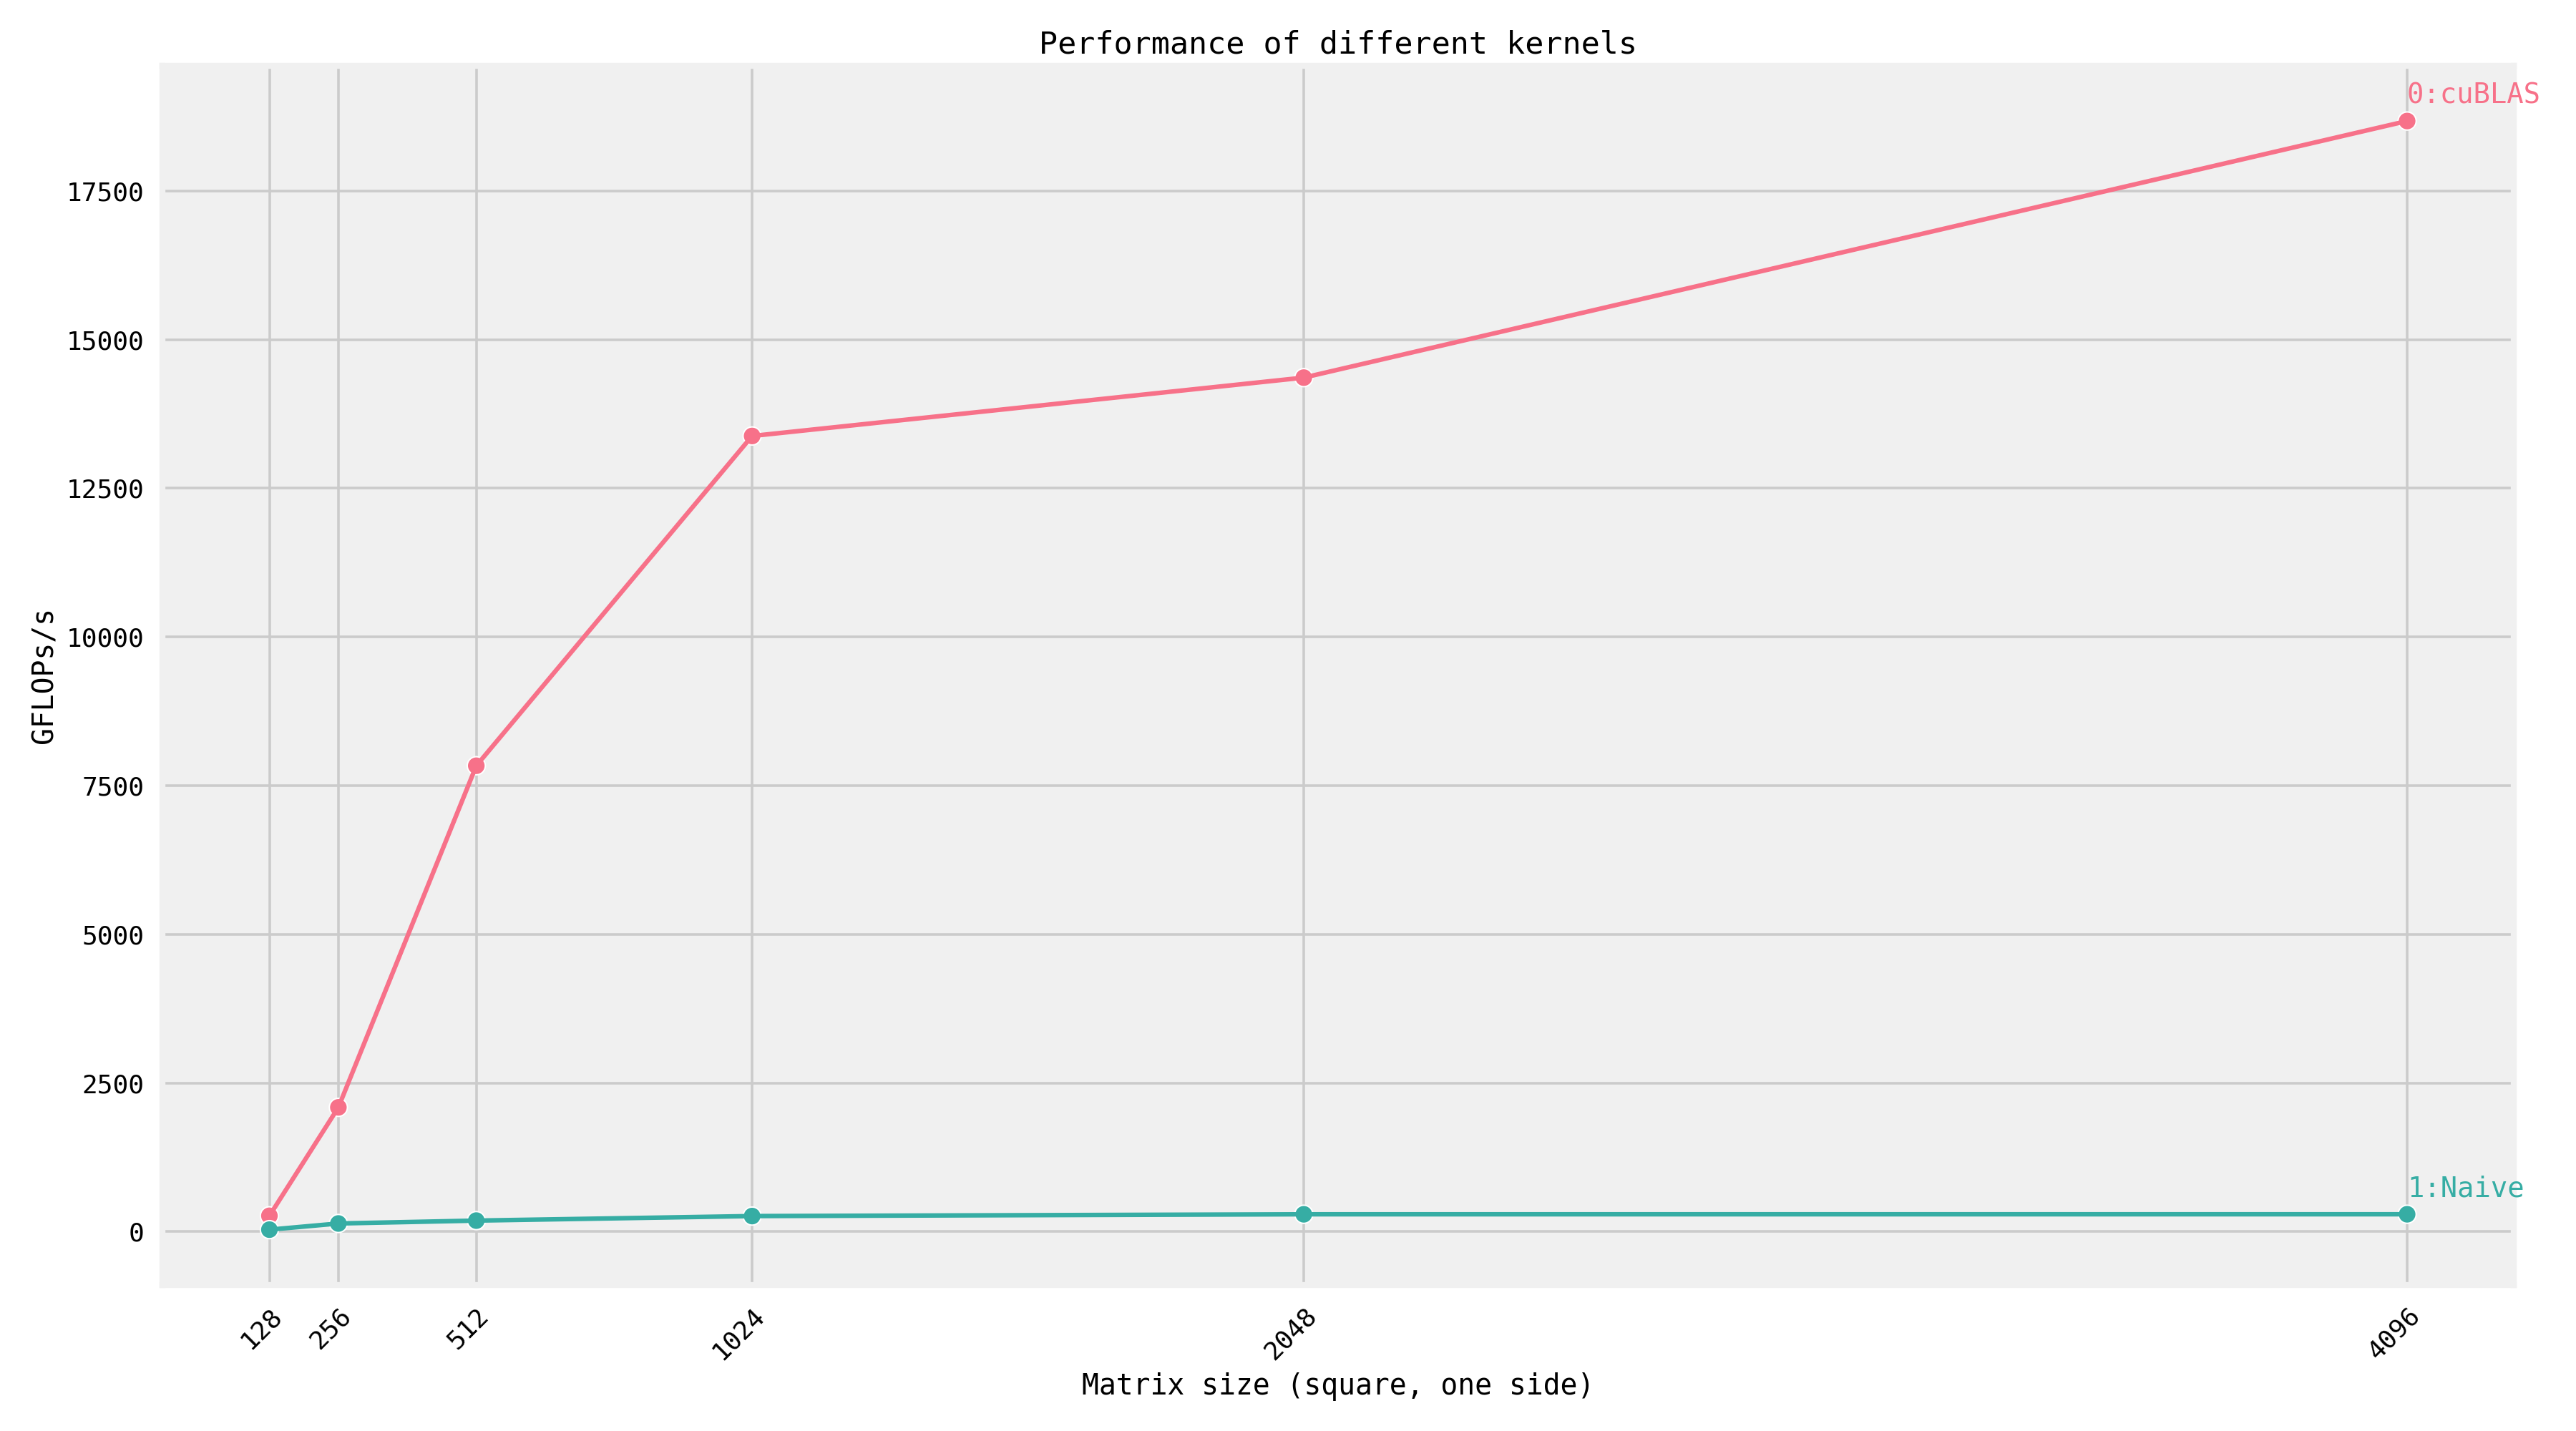 Performance of different kernels
0:cuBLAS
17500
15000
12500
10000
7500
5000
2500
0
GFLOPs/s
1:Naive
128
256
512
1024
2048
4096
Matrix size (square, one side)